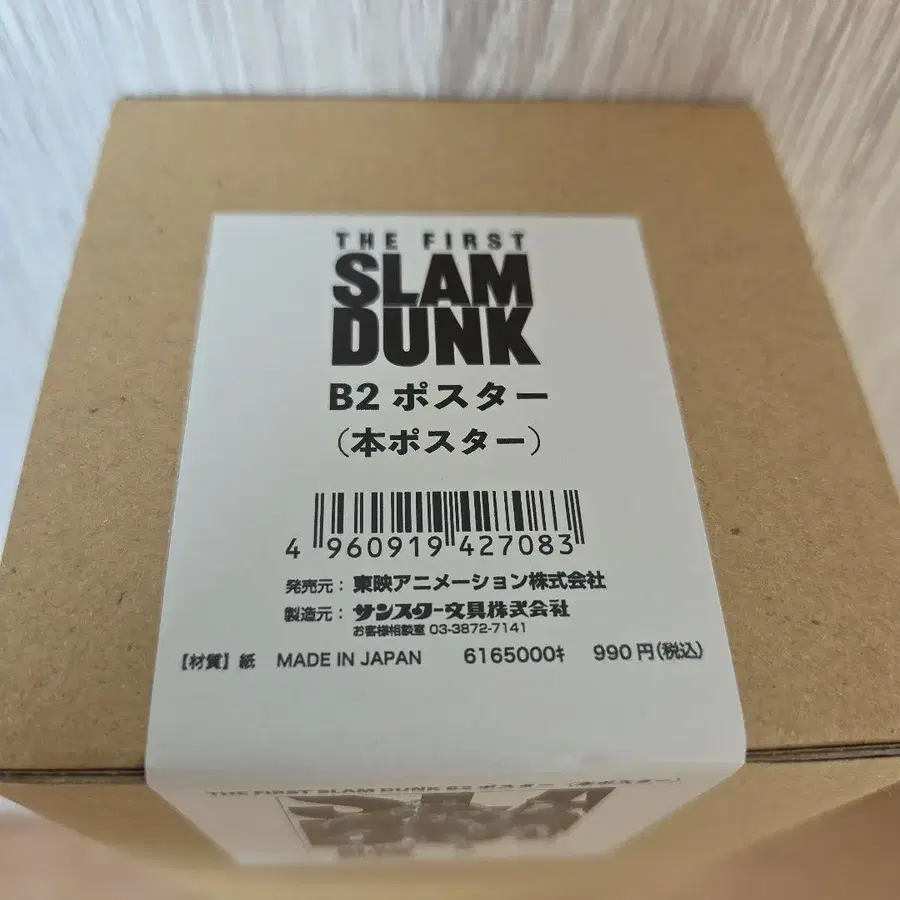 THE FIRST
SLAM
DUNK
B2 ポスター
（本ポスター）
4 960919 427083
発売元：東映アニメーション株式会社
製造元：サンスター文具株式会社
お客様相談室 03-3872-7141
【材質】紙 MADE IN JAPAN 6165000ｷ 990円（税込）
THE FIRST SLAM DUNK B2 ポスター（本ポスター）